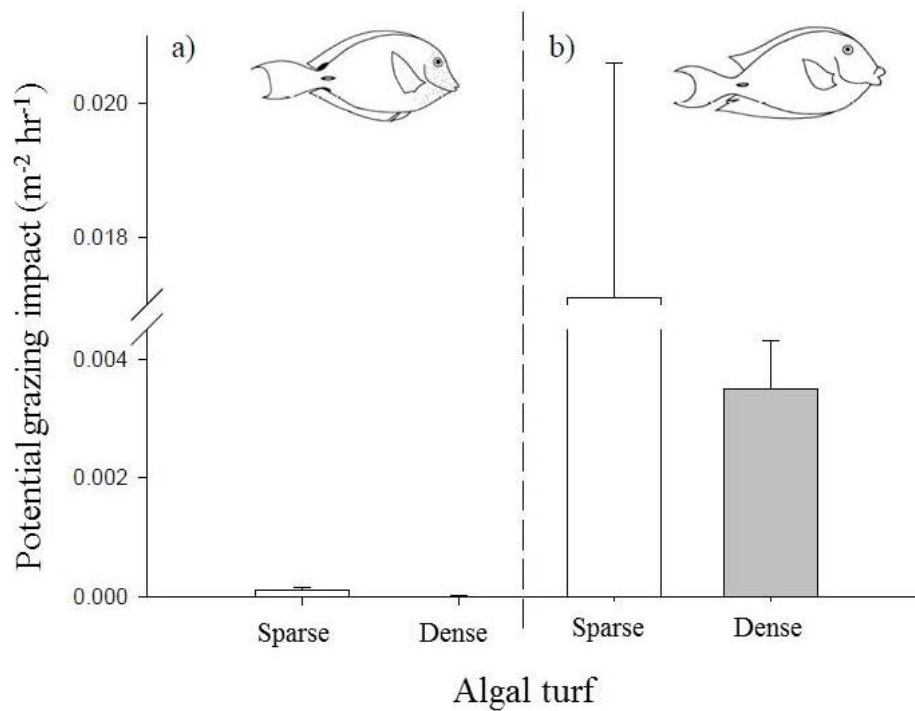 a)
b)
Potential grazing impact (m-2 hr-1)
0.020
0.018
0.004
0.002
0.000
Sparse
Dense
Sparse
Dense
Algal turf